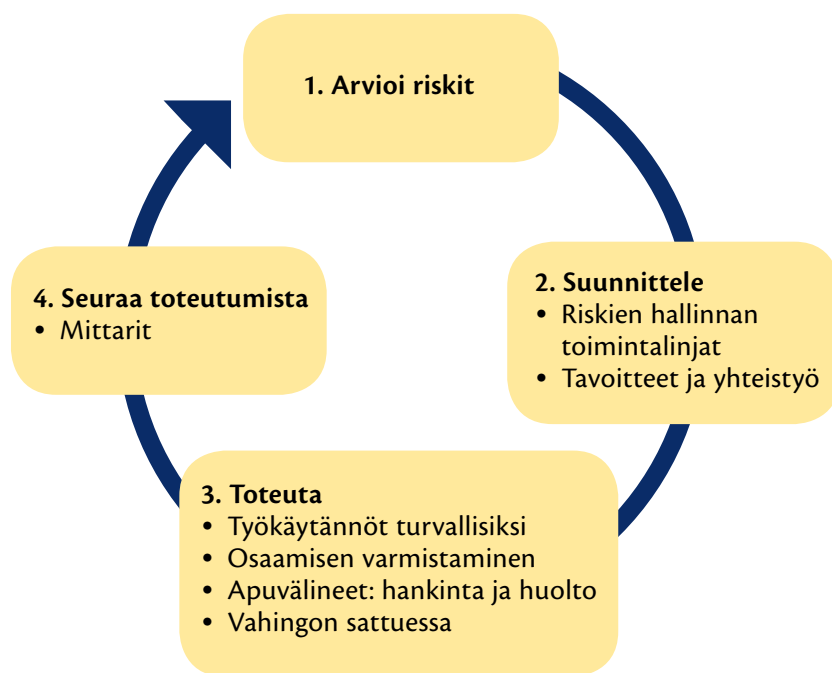 1. Arvioi riskit
2. Suunnittele
• Riskien hallinnan
toimintalinjat
• Tavoitteet ja yhteistyö
3. Toteuta
• Työkäytännöt turvallisiksi
• Osaamisen varmistaminen
• Apuvälineet: hankinta ja huolto
• Vahingon sattuessa
4. Seuraa toteutumista
• Mittarit